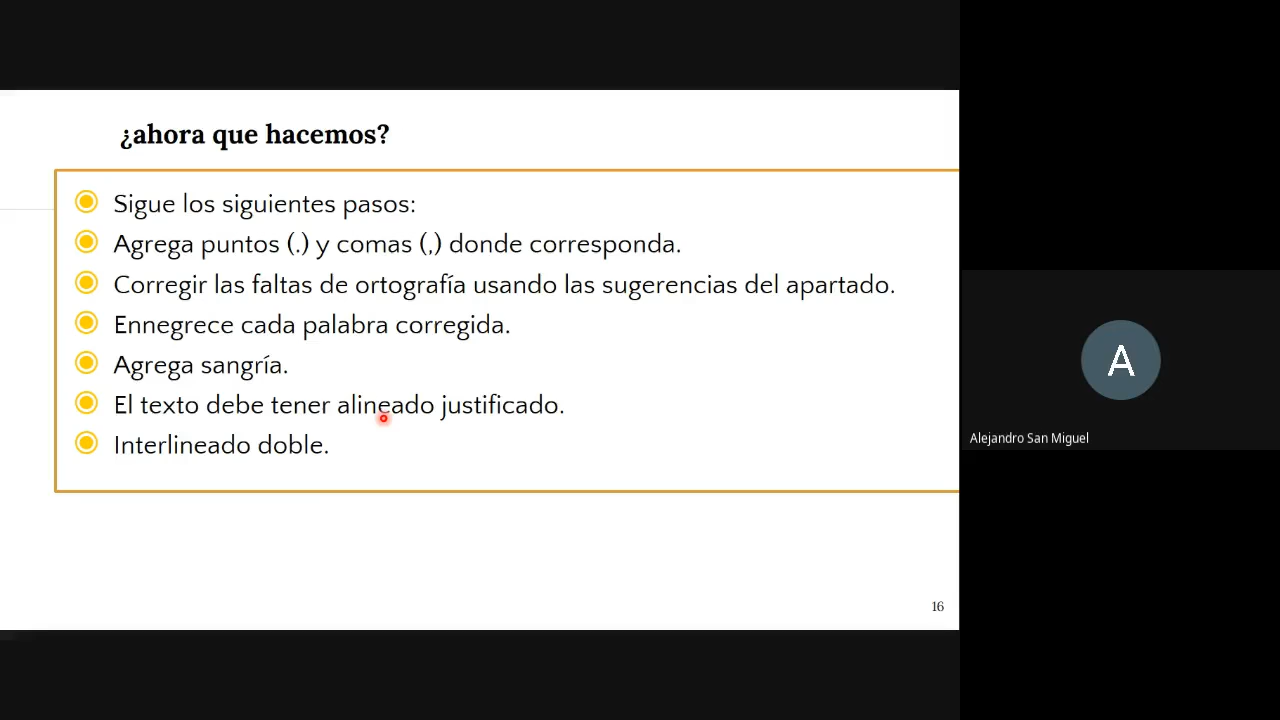 ¿ahora que hacemos?
Sigue los siguientes pasos:
Agrega puntos (.) y comas (,) donde corresponda.
Corregir las faltas de ortografía usando las sugerencias del apartado.
Ennegrece cada palabra corregida.
Agrega sangría.
El texto debe tener alineado justificado.
Interlineado doble.
16
A
Alejandro San Miguel